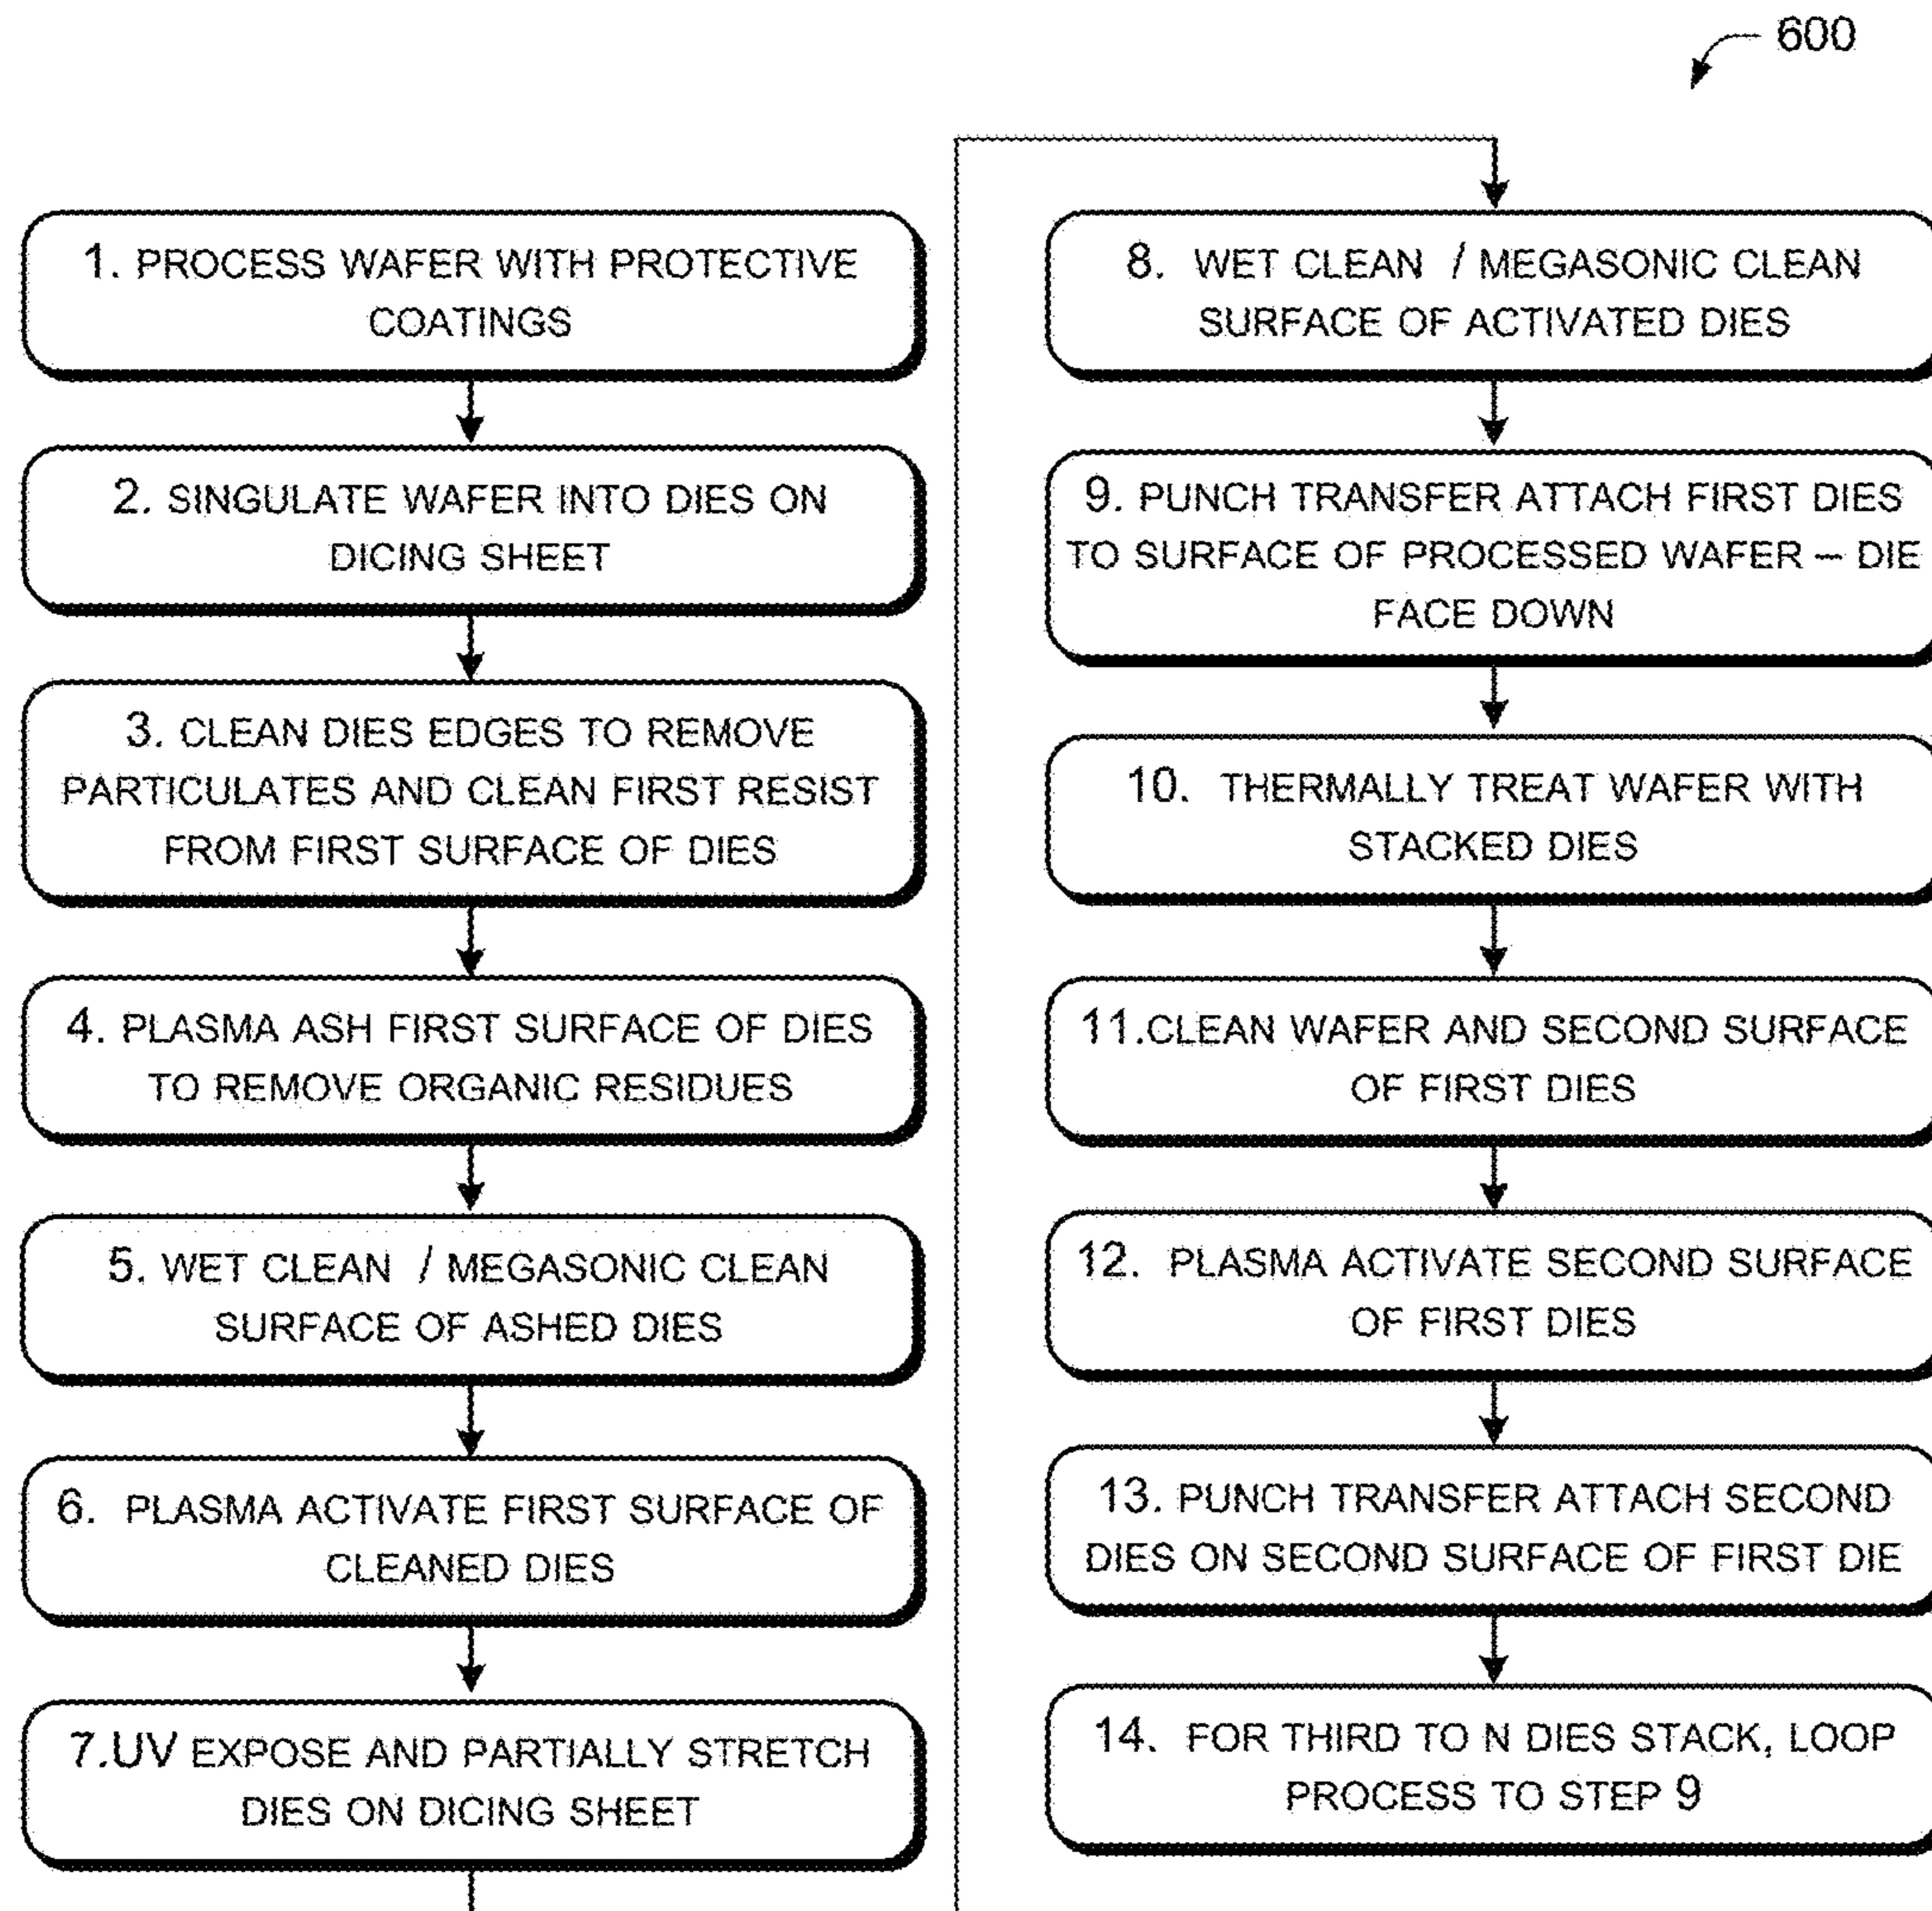 600
1. PROCESS WAFER WITH PROTECTIVE
COATINGS
2. SINGULATE WAFER INTO DIES ON
DICING SHEET
3. CLEAN DIES EDGES TO REMOVE
PARTICULATES AND CLEAN FIRST RESIST
FROM FIRST SURFACE OF DIES
4. PLASMA ASH FIRST SURFACE OF DIES
TO REMOVE ORGANIC RESIDUES
5. WET CLEAN / MEGASONIC CLEAN
SURFACE OF ASHED DIES
6. PLASMA ACTIVATE FIRST SURFACE OF
CLEANED DIES
7.UV EXPOSE AND PARTIALLY STRETCH
DIES ON DICING SHEET
8. WET CLEAN / MEGASONIC CLEAN
SURFACE OF ACTIVATED DIES
9. PUNCH TRANSFER ATTACH FIRST DIES
TO SURFACE OF PROCESSED WAFER – DIE
FACE DOWN
10. THERMALLY TREAT WAFER WITH
STACKED DIES
11.CLEAN WAFER AND SECOND SURFACE
OF FIRST DIES
12. PLASMA ACTIVATE SECOND SURFACE
OF FIRST DIES
13. PUNCH TRANSFER ATTACH SECOND
DIES ON SECOND SURFACE OF FIRST DIE
14. FOR THIRD TO N DIES STACK, LOOP
PROCESS TO STEP 9